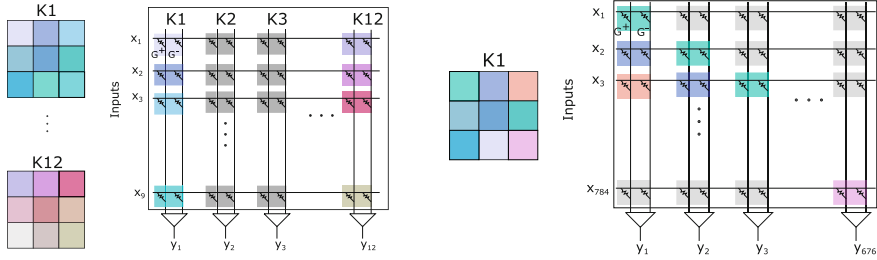 K1
K12
K1 K2 K3 K12
x1
G+ G-
x2
x3
x9
Inputs
y1 y2 y3 y12
K1
x1
G+ G-
x2
x3
x784
Inputs
y1 y2 y3 y676